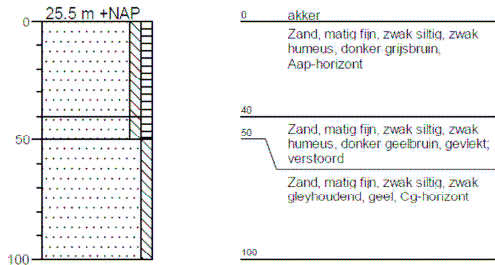 25.5 m +NAP
0
50
100
0 akker
Zand, matig fijn, zwak siltig, zwak
humeus, donker grijsbruin,
Aap-horizont
40
Zand, matig fijn, zwak siltig, zwak
humeus, donker geelbruin, gevlekt;
verstoord
50
Zand, matig fijn, zwak siltig, zwak
gleyhoudend, geel, Cg-horizont
100